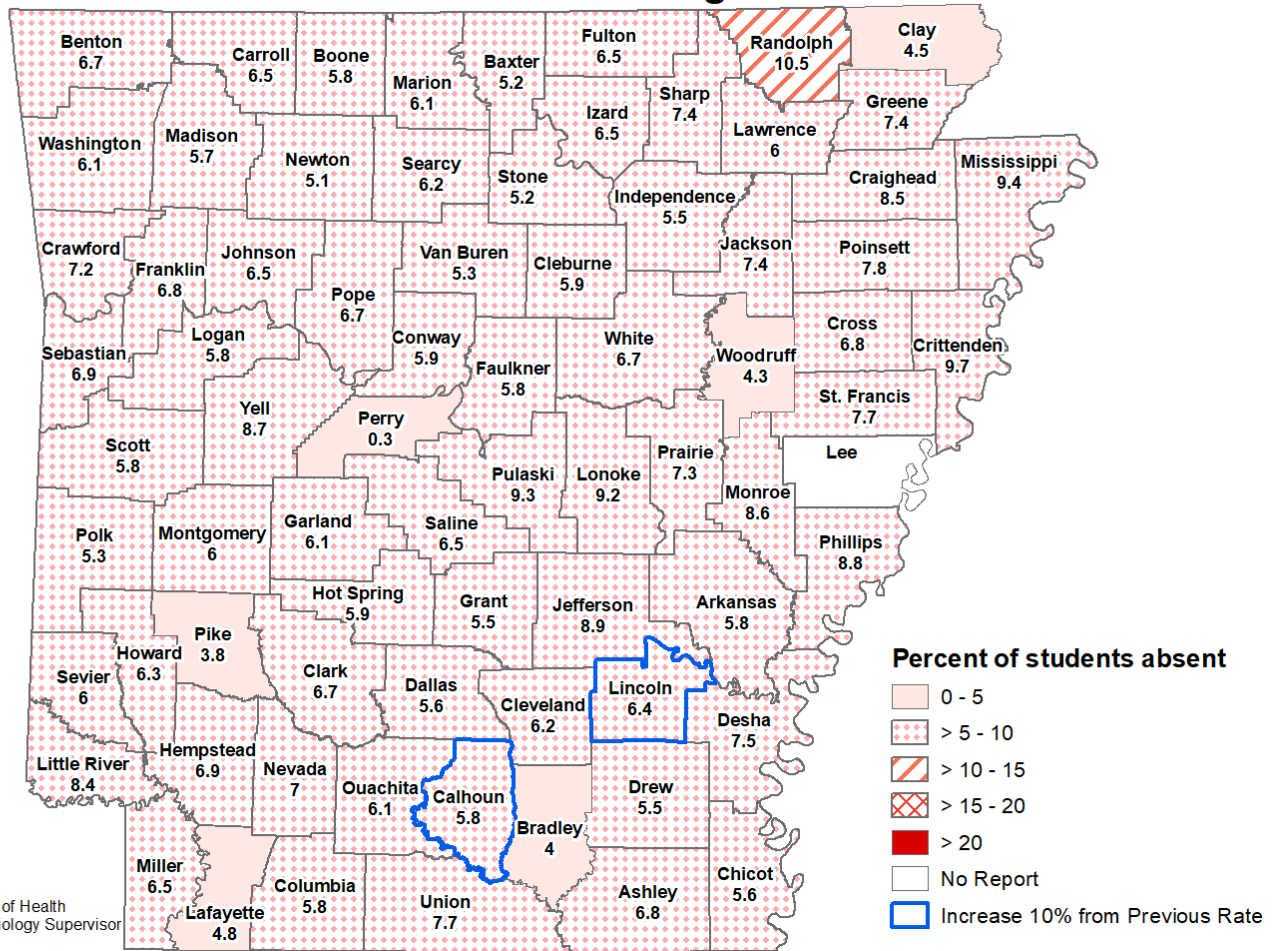 Benton
6.7
Carroll
6.5
Boone
5.8
Marion
6.1
Baxter
5.2
Fulton
6.5
Sharp
7.4
Randolph
10.5
Clay
4.5
Izard
6.5
Lawrence
6
Greene
7.4
Washington
6.1
Madison
5.7
Newton
5.1
Searcy
6.2
Stone
5.2
Independence
5.5
Craighead
8.5
Mississippi
9.4
Crawford
7.2
Franklin
6.8
Johnson
6.5
Pope
6.7
Van Buren
5.3
Cleburne
5.9
Jackson
7.4
Poinsett
7.8
Sebastian
6.9
Logan
5.8
Conway
5.9
Faulkner
5.8
White
6.7
Woodruff
4.3
Cross
6.8
Crittenden
9.7
Scott
5.8
Yell
8.7
Perry
0.3
Pulaski
9.3
Lonoke
9.2
Prairie
7.3
St. Francis
7.7
Lee
Monroe
8.6
Polk
5.3
Montgomery
6
Garland
6.1
Saline
6.5
Phillips
8.8
Hot Spring
5.9
Grant
5.5
Jefferson
8.9
Arkansas
5.8
Sevier
6
Howard
6.3
Pike
3.8
Clark
6.7
Dallas
5.6
Cleveland
6.2
Lincoln
6.4
Desha
7.5
Little River
8.4
Hempstead
6.9
Nevada
7
Ouachita
6.1
Calhoun
5.8
Bradley
4
Drew
5.5
Miller
6.5
Lafayette
4.8
Columbia
5.8
Union
7.7
Ashley
6.8
Chicot
5.6
Percent of students absent
0 - 5
> 5 - 10
> 10 - 15
> 15 - 20
> 20
No Report
Increase 10% from Previous Rate
of Health
iology Supervisor